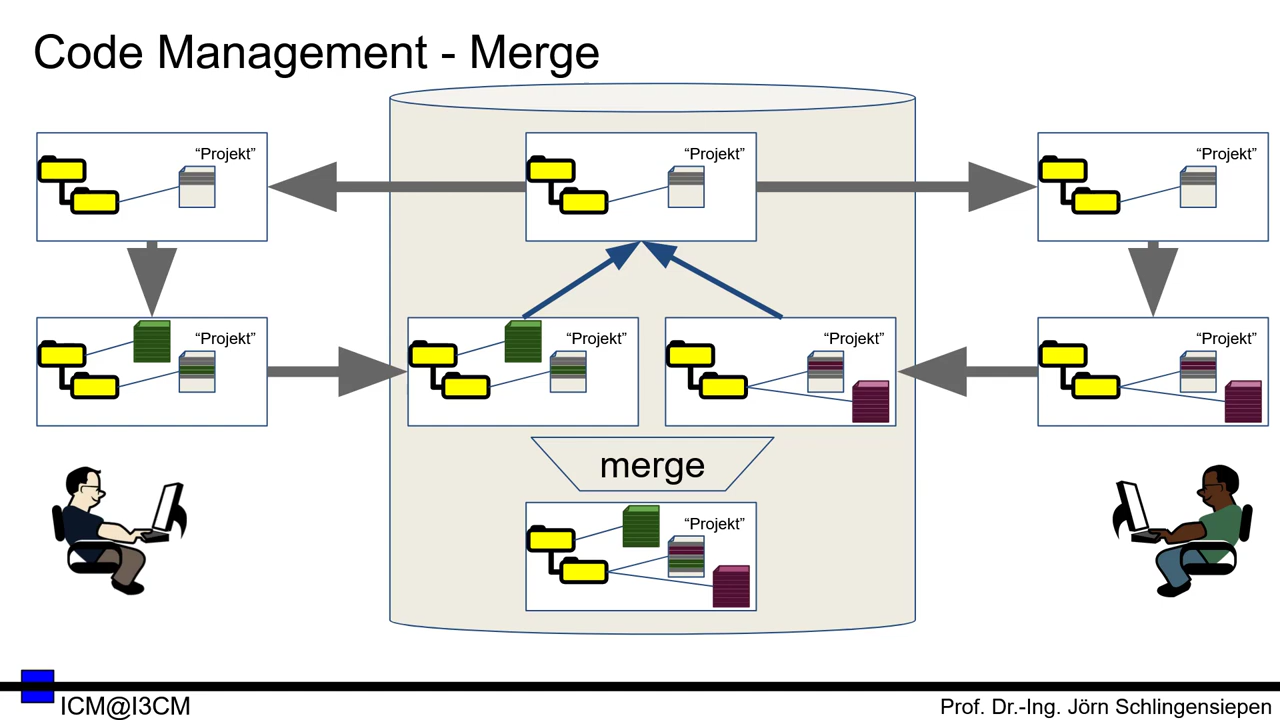 Code Management - Merge
“Projekt”
“Projekt”
“Projekt”
“Projekt”
“Projekt”
“Projekt”
“Projekt”
merge
“Projekt”
ICM@I3CM
Prof. Dr.-Ing. Jörn Schlingensiepen